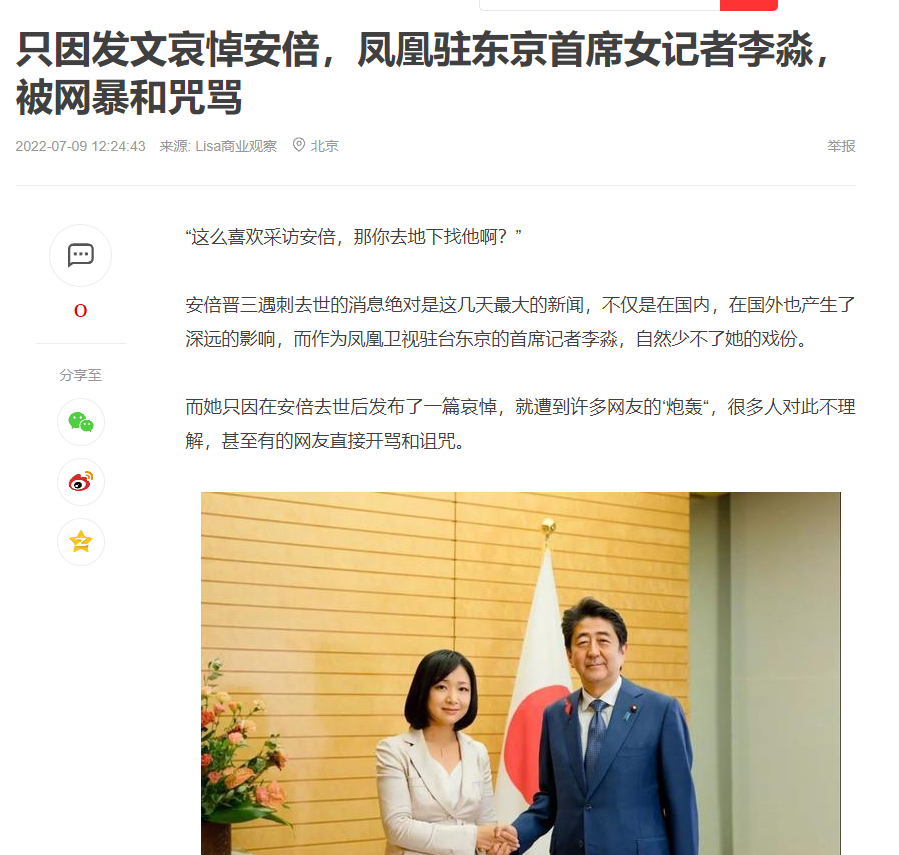 只因发文哀悼安倍，凤凰驻东京首席女记者李淼，
被网暴和咒骂
2022-07-09 12:24:43 来源: Lisa商业观察 北京 举报
“这么喜欢采访安倍，那你去地下找他啊？”
0
安倍晋三遇刺去世的消息绝对是这几天最大的新闻，不仅是在国内，在国外也产生了
深远的影响，而作为凤凰卫视驻台东京的首席记者李淼，自然少不了她的戏份。
分享至
而她只因在安倍去世后发布了一篇哀悼，就遭到许多网友的‘炮轰“，很多人对此不理
解，甚至有的网友直接开骂和诅咒。